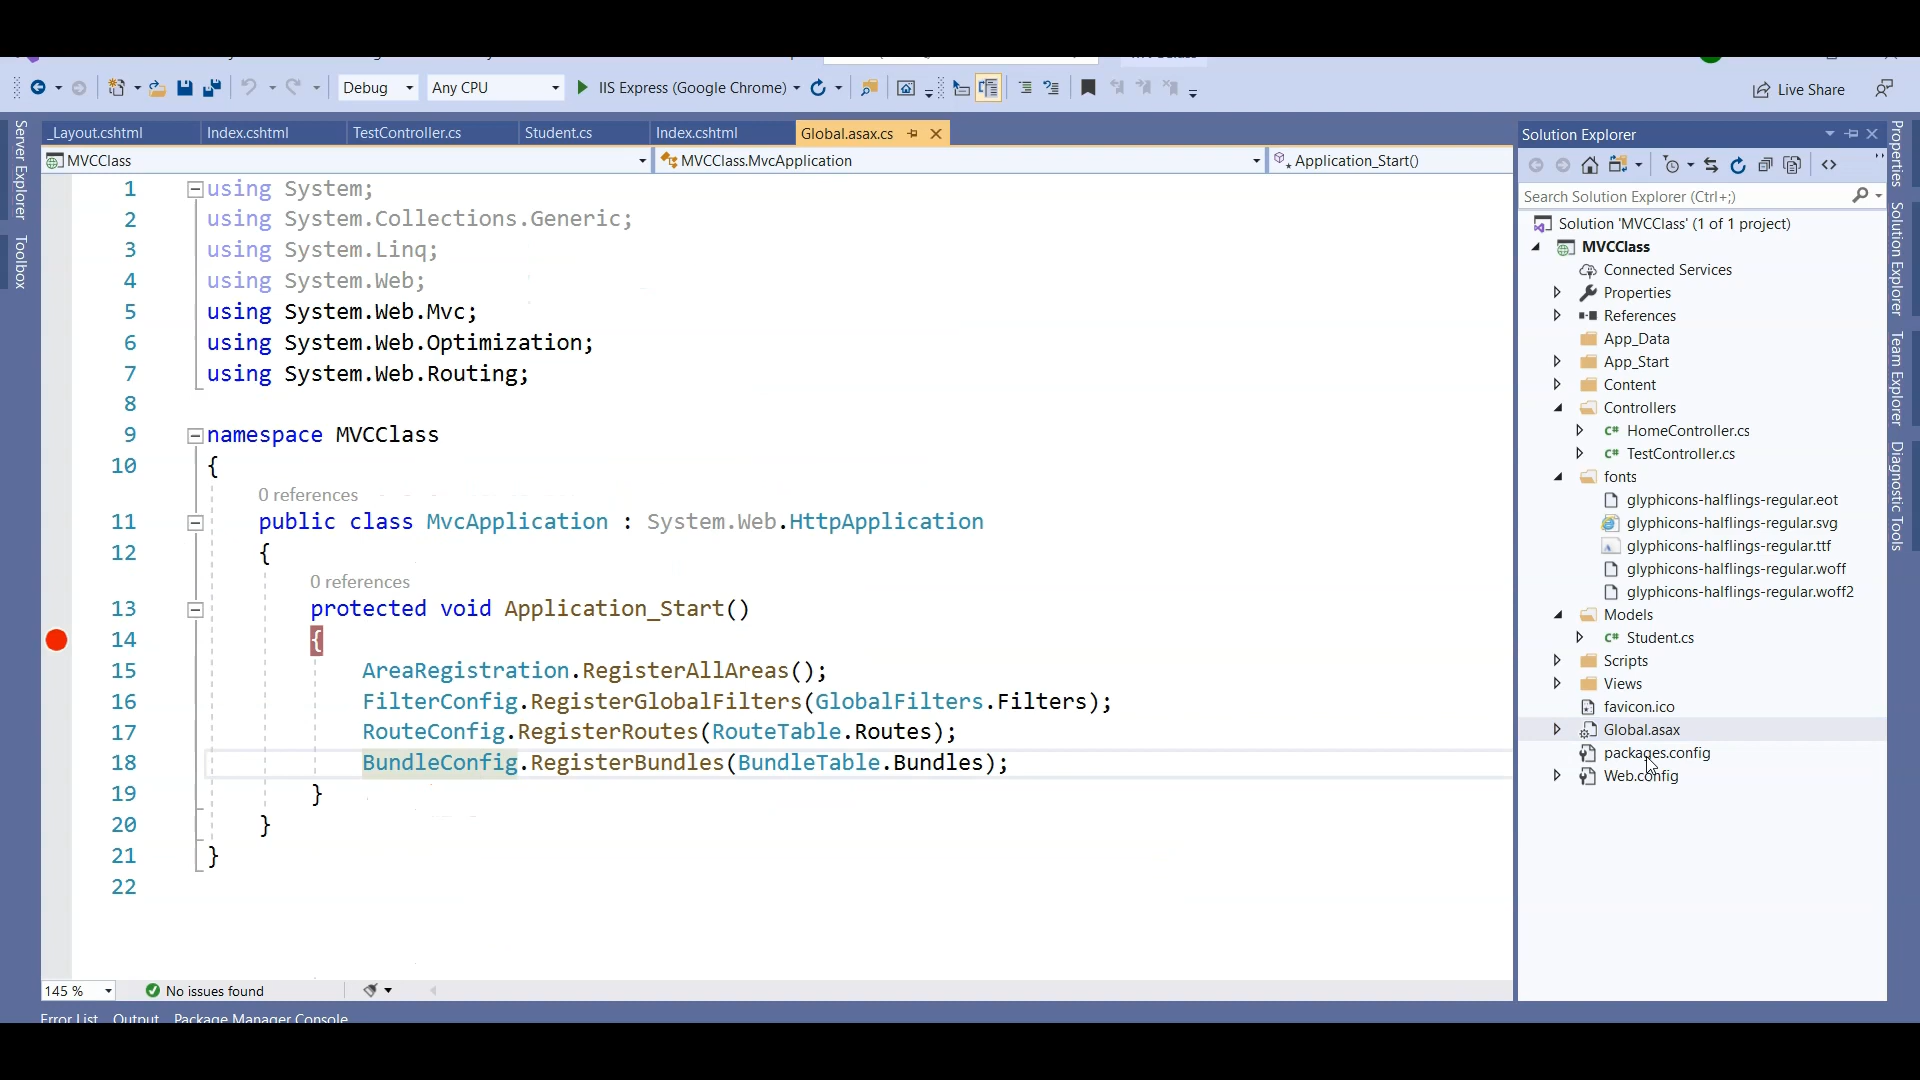 Debug Any CPU IIS Express (Google Chrome) Live Share
_Layout.cshtml Index.cshtml TestController.cs Student.cs Index.cshtml Global.asax.cs
MVCClass MVCClass.MvcApplication Application_Start()
Server Explorer
Toolbox
1 using System;
2 using System.Collections.Generic;
3 using System.Linq;
4 using System.Web;
5 using System.Web.Mvc;
6 using System.Web.Optimization;
7 using System.Web.Routing;
8
9 namespace MVCClass
10 {
0 references
11 public class MvcApplication : System.Web.HttpApplication
12 {
0 references
13 protected void Application_Start()
14 {
15 AreaRegistration.RegisterAllAreas();
16 FilterConfig.RegisterGlobalFilters(GlobalFilters.Filters);
17 RouteConfig.RegisterRoutes(RouteTable.Routes);
18 BundleConfig.RegisterBundles(BundleTable.Bundles);
19 }
20 }
21 }
22
145 % No issues found
Error List Output Package Manager Console
Solution Explorer
Search Solution Explorer (Ctrl+;)
Solution 'MVCClass' (1 of 1 project)
MVCClass
Connected Services
Properties
References
App_Data
App_Start
Content
Controllers
C# HomeController.cs
C# TestController.cs
fonts
glyphicons-halflings-regular.eot
glyphicons-halflings-regular.svg
glyphicons-halflings-regular.ttf
glyphicons-halflings-regular.woff
glyphicons-halflings-regular.woff2
Models
C# Student.cs
Scripts
Views
favicon.ico
Global.asax
packages.config
Web.config
Properties
Solution Explorer
Team Explorer
Diagnostic Tools